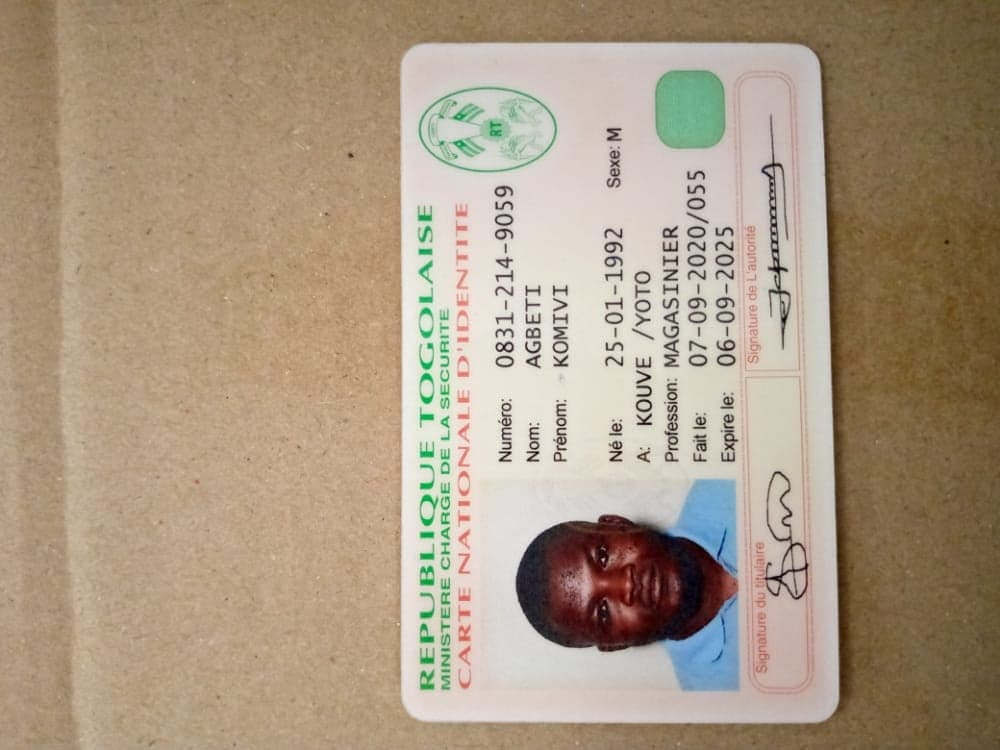 REPUBLIQUE TOGOLAISE
MINISTERE CHARGE DE LA SECURITE
CARTE NATIONALE D'IDENTITE
RT
Numéro: 0831-214-9059
Nom: AGBETI
Prénom: KOMIVI
Né le: 25-01-1992 Sexe: M
A: KOUVE /YOTO
Profession: MAGASINIER
Fait le: 07-09-2020/055
Expire le: 06-09-2025
Signature du titulaire
Signature de L'autorité